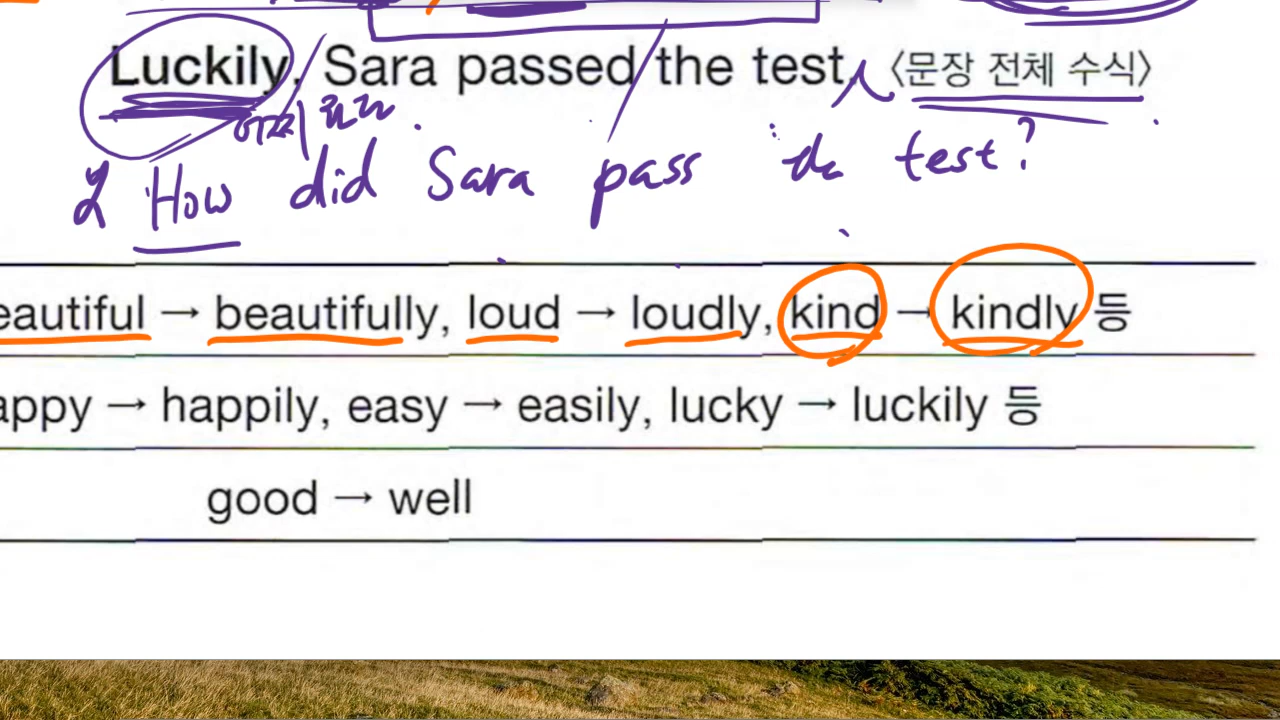 Luckily, Sara passed the test. 〈문장 전체 수식〉
How did Sara pass the test?
eautiful → beautifully, loud → loudly, kind → kindly 등
appy → happily, easy → easily, lucky → luckily 등
good → well